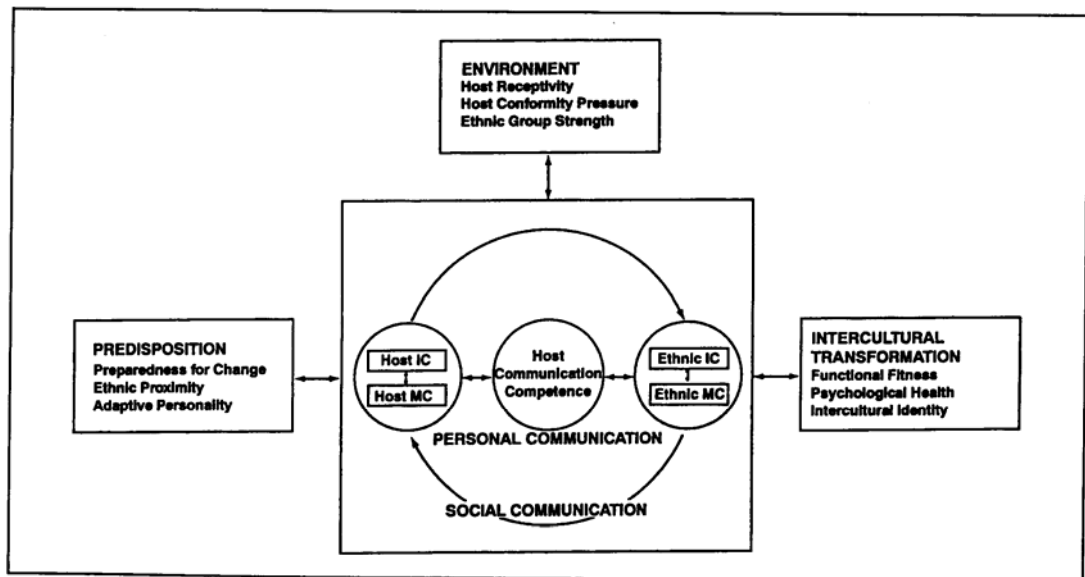 ENVIRONMENT
Host Receptivity
Host Conformity Pressure
Ethnic Group Strength
PREDISPOSITION
Preparedness for Change
Ethnic Proximity
Adaptive Personality
Host IC
Host MC
Host
Communication
Competence
Ethnic IC
Ethnic MC
INTERCULTURAL
TRANSFORMATION
Functional Fitness
Psychological Health
Intercultural Identity
PERSONAL COMMUNICATION
SOCIAL COMMUNICATION